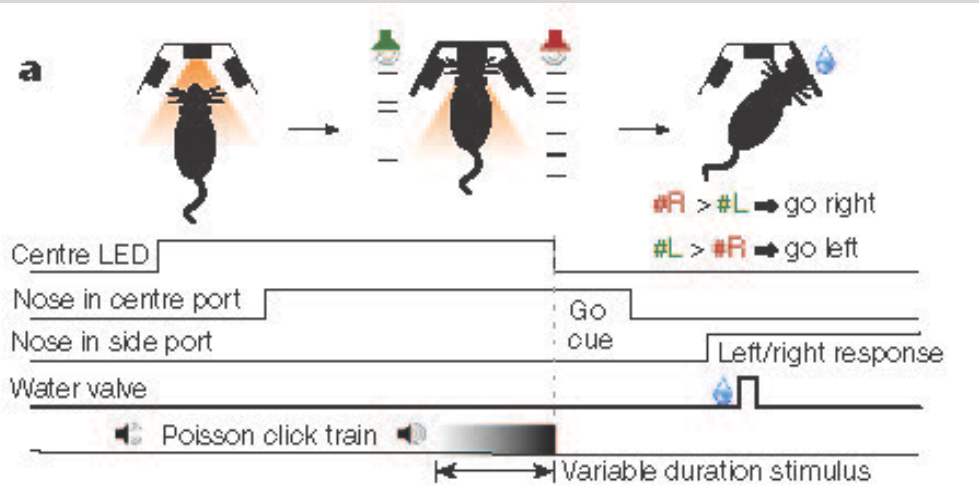 a
#R > #L ➡ go right
#L > #R ➡ go left
Centre LED
Nose in centre port
Go
cue
Nose in side port
Left/right response
Water valve
Poisson click train
Variable duration stimulus